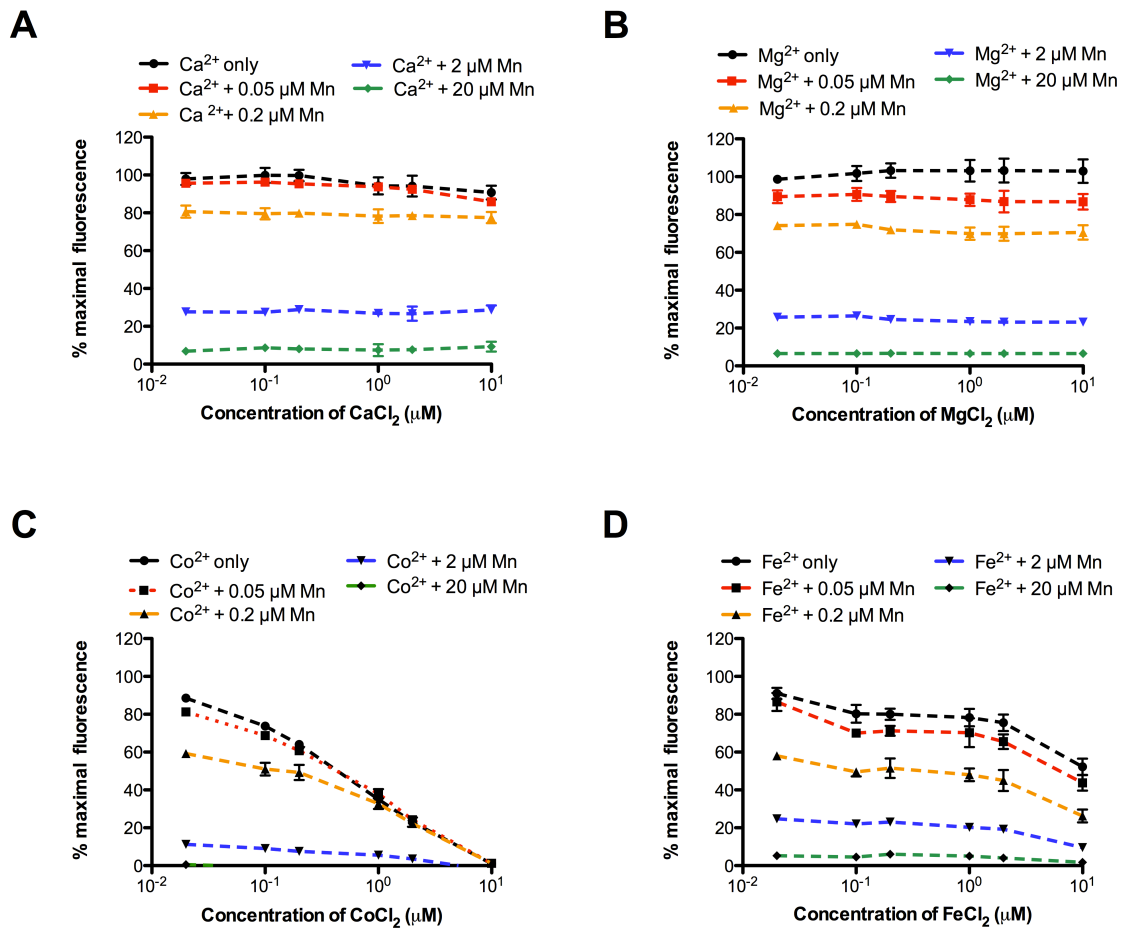 A
Ca2+ only
Ca2+ + 0.05 µM Mn
Ca 2++ 0.2 µM Mn
Ca2+ + 2 µM Mn
Ca2+ + 20 µM Mn
% maximal fluorescence
120
100
80
60
40
20
0
10-2
10-1
100
101
Concentration of CaCl2 (µM)
B
Mg2+ only
Mg2+ + 0.05 µM Mn
Mg2+ + 0.2 µM Mn
Mg2+ + 2 µM Mn
Mg2+ + 20 µM Mn
% maximal fluorescence
120
100
80
60
40
20
0
10-2
10-1
100
101
Concentration of MgCl2 (µM)
C
Co2+ only
Co2+ + 0.05 µM Mn
Co2+ + 0.2 µM Mn
Co2+ + 2 µM Mn
Co2+ + 20 µM Mn
% maximal fluorescence
120
100
80
60
40
20
0
10-2
10-1
100
101
Concentration of CoCl2 (µM)
D
Fe2+ only
Fe2+ + 0.05 µM Mn
Fe2+ + 0.2 µM Mn
Fe2+ + 2 µM Mn
Fe2+ + 20 µM Mn
% maximal fluorescence
120
100
80
60
40
20
0
10-2
10-1
100
101
Concentration of FeCl2 (µM)